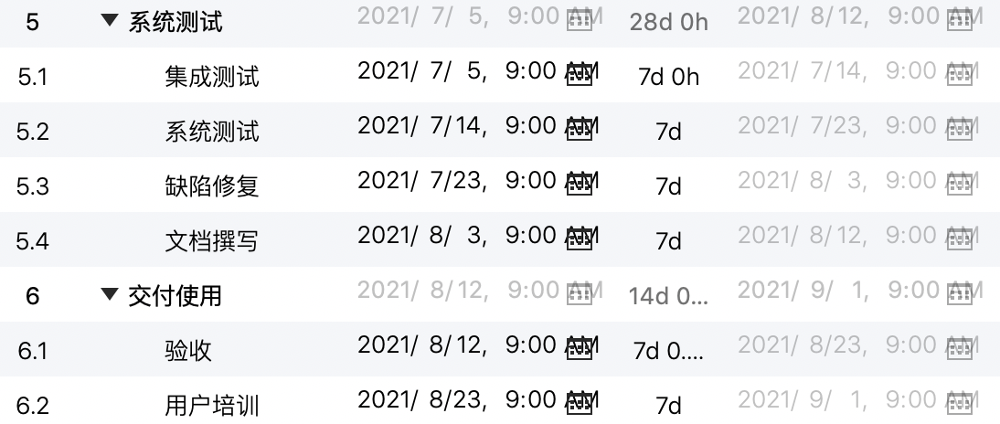 5 系统测试 2021/ 7/ 5, 9:00 AM 28d 0h 2021/ 8/12, 9:00 AM
5.1 集成测试 2021/ 7/ 5, 9:00 AM 7d 0h 2021/ 7/14, 9:00 AM
5.2 系统测试 2021/ 7/14, 9:00 AM 7d 2021/ 7/23, 9:00 AM
5.3 缺陷修复 2021/ 7/23, 9:00 AM 7d 2021/ 8/ 3, 9:00 AM
5.4 文档撰写 2021/ 8/ 3, 9:00 AM 7d 2021/ 8/12, 9:00 AM
6 交付使用 2021/ 8/12, 9:00 AM 14d 0... 2021/ 9/ 1, 9:00 AM
6.1 验收 2021/ 8/12, 9:00 AM 7d 0.... 2021/ 8/23, 9:00 AM
6.2 用户培训 2021/ 8/23, 9:00 AM 7d 2021/ 9/ 1, 9:00 AM